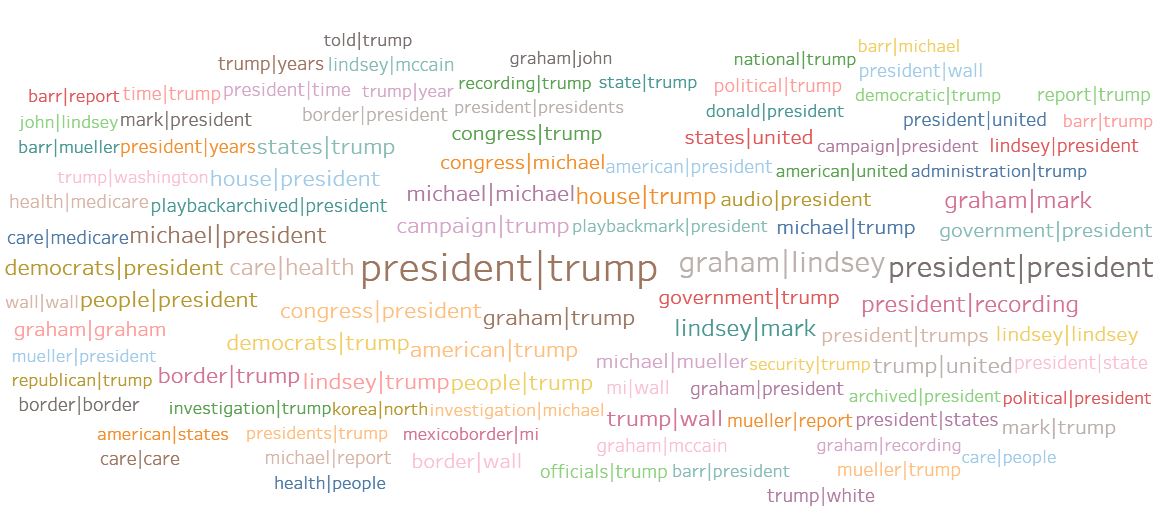 told|trump
barr|michael
trump|years lindsey|mccain graham|john national|trump
president|wall
barr|report time|trump president|time trump|year recording|trump state|trump political|trump democratic|trump report|trump
john|lindsey mark|president border|president president|presidents donald|president president|united barr|trump
barr|mueller president|years states|trump congress|trump states|united campaign|president lindsey|president
trump|washington house|president congress|michael american|president american|united administration|trump
health|medicare playbackarchived|president michael|michael house|trump audio|president graham|mark
care|medicare michael|president campaign|trump playbackmark|president michael|trump government|president
democrats|president care|health president|trump graham|lindsey president|president
wall|wall people|president congress|president graham|trump government|trump president|recording
graham|graham democrats|trump american|trump lindsey|mark president|trumps lindsey|lindsey
mueller|president michael|mueller security|trump trump|united president|state
republican|trump border|trump lindsey|trump people|trump mi|wall graham|president archived|president political|president
border|border investigation|trump korea|north investigation|michael trump|wall mueller|report president|states mark|trump
american|states presidents|trump mexicoborder|mi graham|mccain graham|recording
care|care michael|report border|wall officials|trump barr|president mueller|trump care|people
health|people trump|white